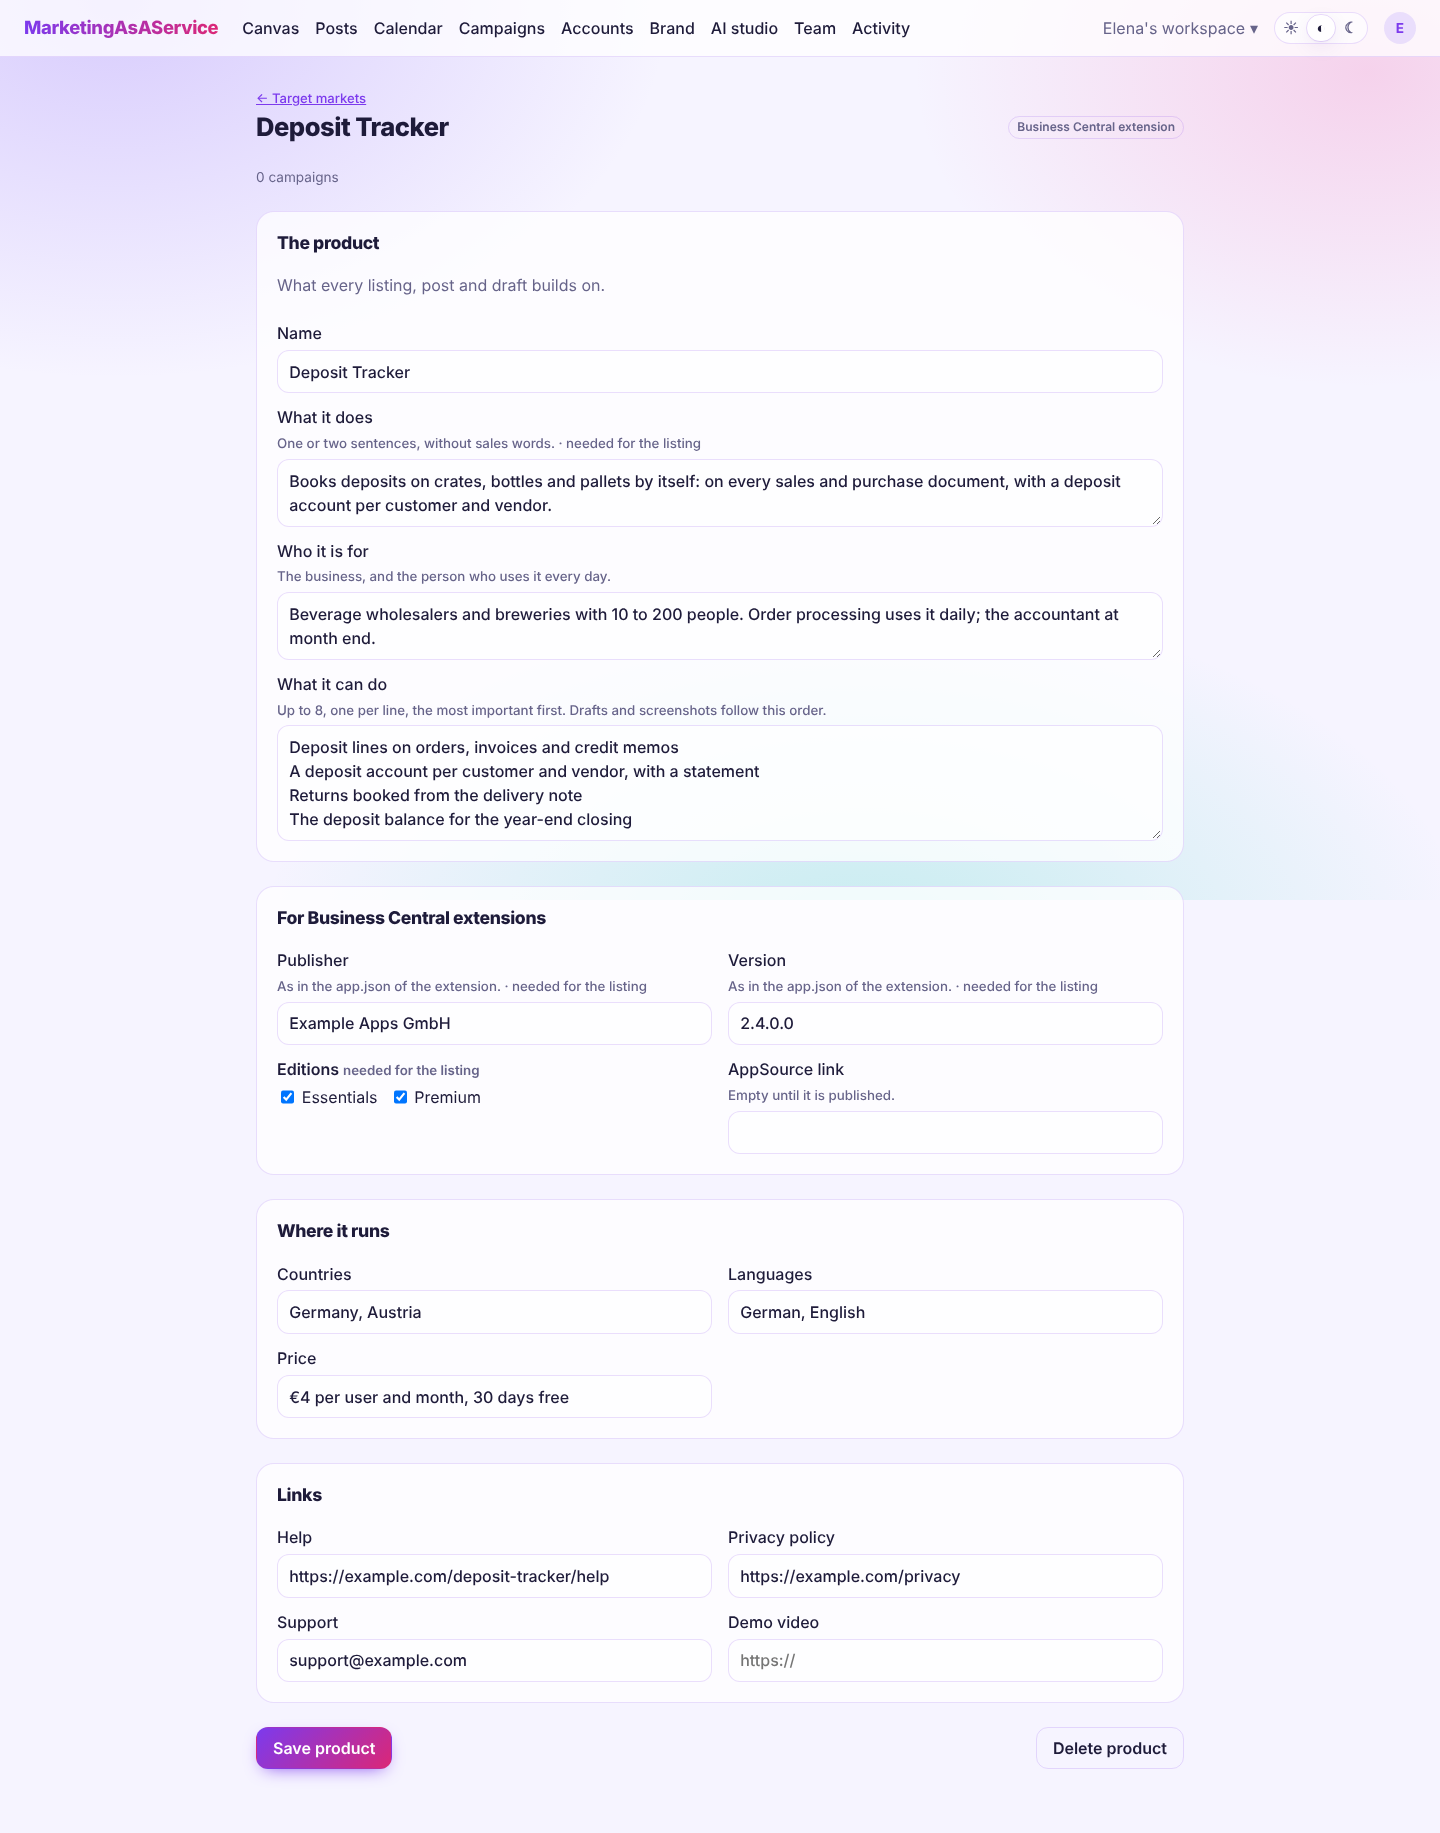 MarketingAsAService Canvas Posts Calendar Campaigns Accounts Brand AI studio Team Activity Elena's workspace ▾ E
← Target markets
Deposit Tracker
Business Central extension
0 campaigns
The product
What every listing, post and draft builds on.
Name
Deposit Tracker
What it does
One or two sentences, without sales words. · needed for the listing
Books deposits on crates, bottles and pallets by itself: on every sales and purchase document, with a deposit
account per customer and vendor.
Who it is for
The business, and the person who uses it every day.
Beverage wholesalers and breweries with 10 to 200 people. Order processing uses it daily; the accountant at
month end.
What it can do
Up to 8, one per line, the most important first. Drafts and screenshots follow this order.
Deposit lines on orders, invoices and credit memos
A deposit account per customer and vendor, with a statement
Returns booked from the delivery note
The deposit balance for the year-end closing
For Business Central extensions
Publisher
As in the app.json of the extension. · needed for the listing
Example Apps GmbH
Version
As in the app.json of the extension. · needed for the listing
2.4.0.0
Editions needed for the listing
Essentials Premium
AppSource link
Empty until it is published.
Where it runs
Countries
Germany, Austria
Languages
German, English
Price
€4 per user and month, 30 days free
Links
Help
https://example.com/deposit-tracker/help
Privacy policy
https://example.com/privacy
Support
support@example.com
Demo video
https://
Save product
Delete product